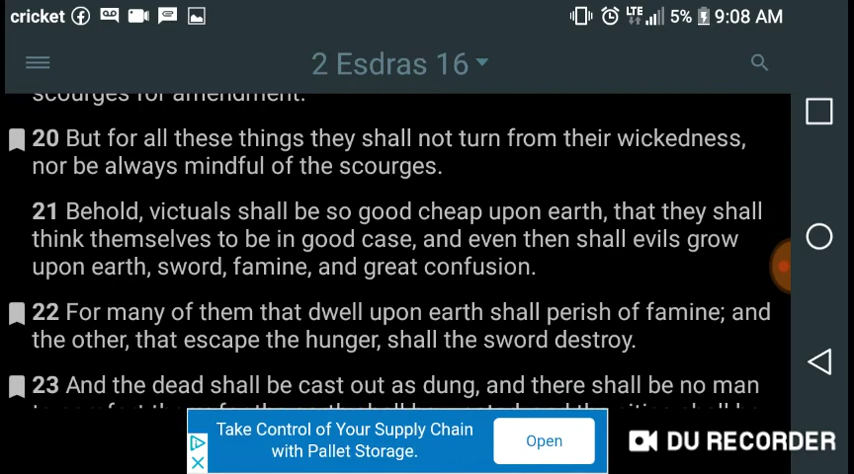 cricket LTE 5% 9:08 AM
2 Esdras 16
scourges for amendment.
20 But for all these things they shall not turn from their wickedness,
nor be always mindful of the scourges.
21 Behold, victuals shall be so good cheap upon earth, that they shall
think themselves to be in good case, and even then shall evils grow
upon earth, sword, famine, and great confusion.
22 For many of them that dwell upon earth shall perish of famine; and
the other, that escape the hunger, shall the sword destroy.
23 And the dead shall be cast out as dung, and there shall be no man
Take Control of Your Supply Chain
with Pallet Storage.
Open
DU RECORDER